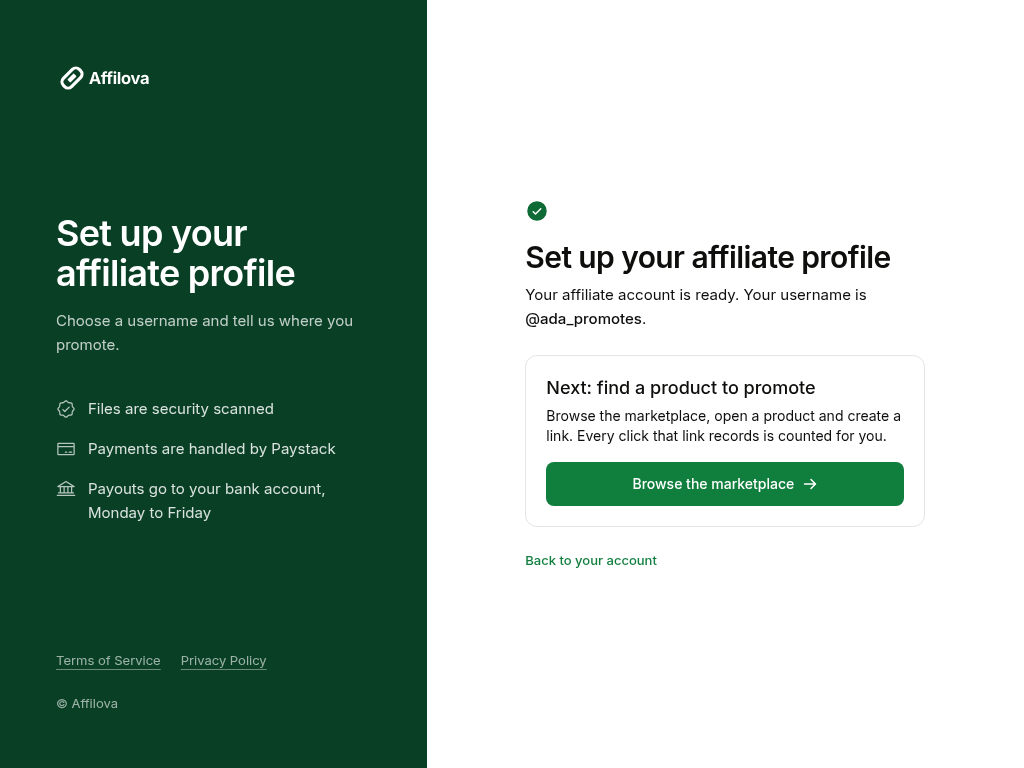 Affilova
Set up your
affiliate profile
Choose a username and tell us where you
promote.
Files are security scanned
Payments are handled by Paystack
Payouts go to your bank account,
Monday to Friday
Terms of Service
Privacy Policy
© Affilova
Set up your affiliate profile
Your affiliate account is ready. Your username is
@ada_promotes.
Next: find a product to promote
Browse the marketplace, open a product and create a
link. Every click that link records is counted for you.
Browse the marketplace →
Back to your account